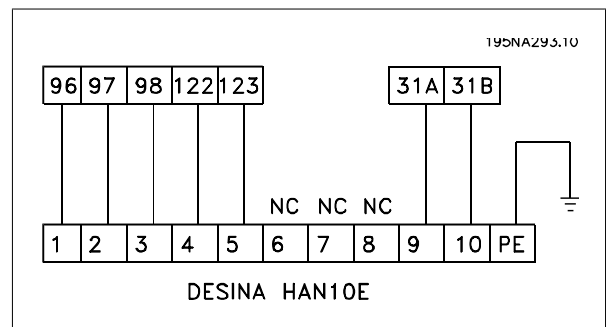 195NA293.10
96 97 98 122 123 31A 31B
NC NC NC
1 2 3 4 5 6 7 8 9 10 PE
DESINA HAN10E